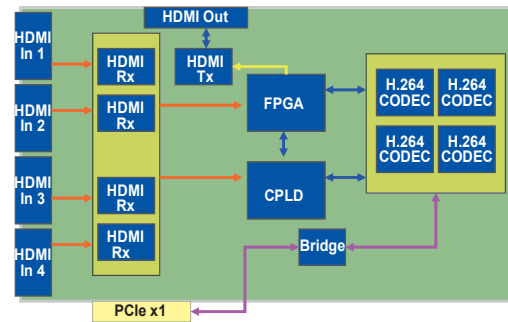 HDMI Out
HDMI
In 1
HDMI
Rx
HDMI
Tx
HDMI
In 2
HDMI
Rx
FPGA
H.264
CODEC
H.264
CODEC
H.264
CODEC
H.264
CODEC
HDMI
In 3
HDMI
Rx
CPLD
HDMI
In 4
HDMI
Rx
Bridge
PCIe x1